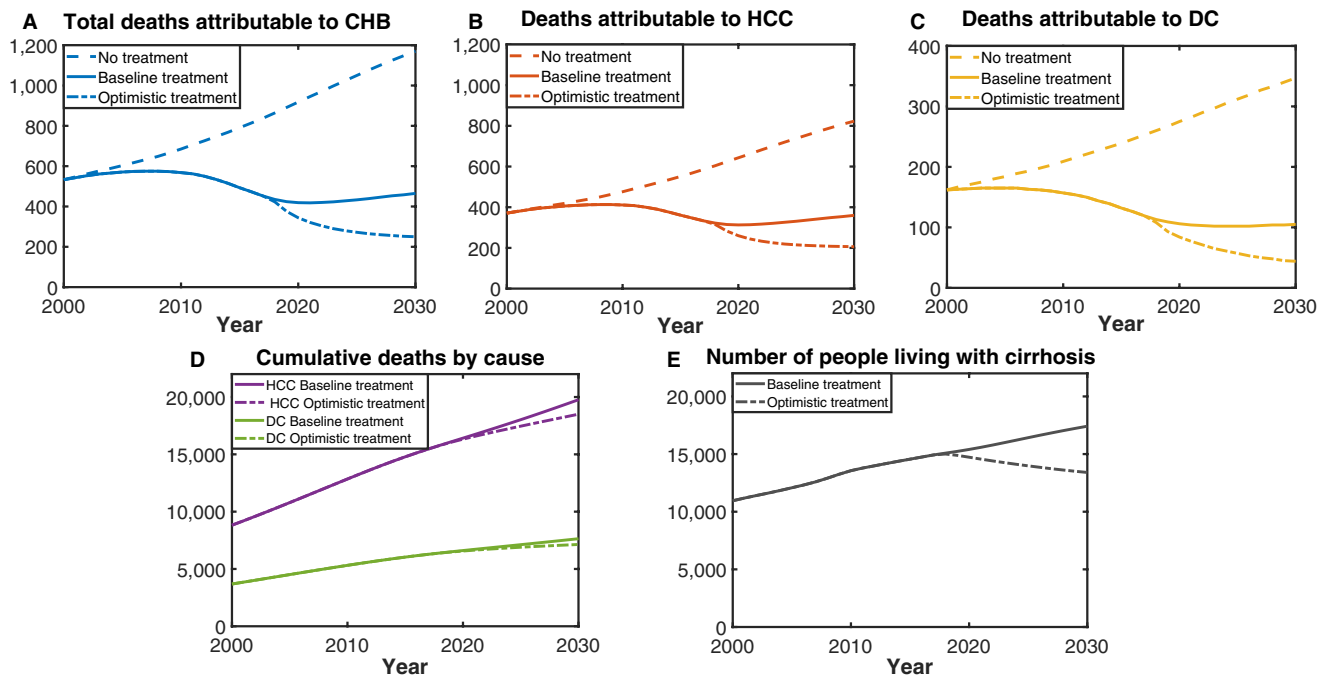 A Total deaths attributable to CHB
1,200
1,000
800
600
400
200
0
No treatment
Baseline treatment
Optimistic treatment
2000 2010 2020 2030
Year
B Deaths attributable to HCC
1,200
1,000
800
600
400
200
0
No treatment
Baseline treatment
Optimistic treatment
2000 2010 2020 2030
Year
C Deaths attributable to DC
400
300
200
100
0
No treatment
Baseline treatment
Optimistic treatment
2000 2010 2020 2030
Year
D Cumulative deaths by cause
20,000
15,000
10,000
5,000
0
HCC Baseline treatment
HCC Optimistic treatment
DC Baseline treatment
DC Optimistic treatment
2000 2010 2020 2030
Year
E Number of people living with cirrhosis
20,000
15,000
10,000
5,000
0
Baseline treatment
Optimistic treatment
2000 2010 2020 2030
Year